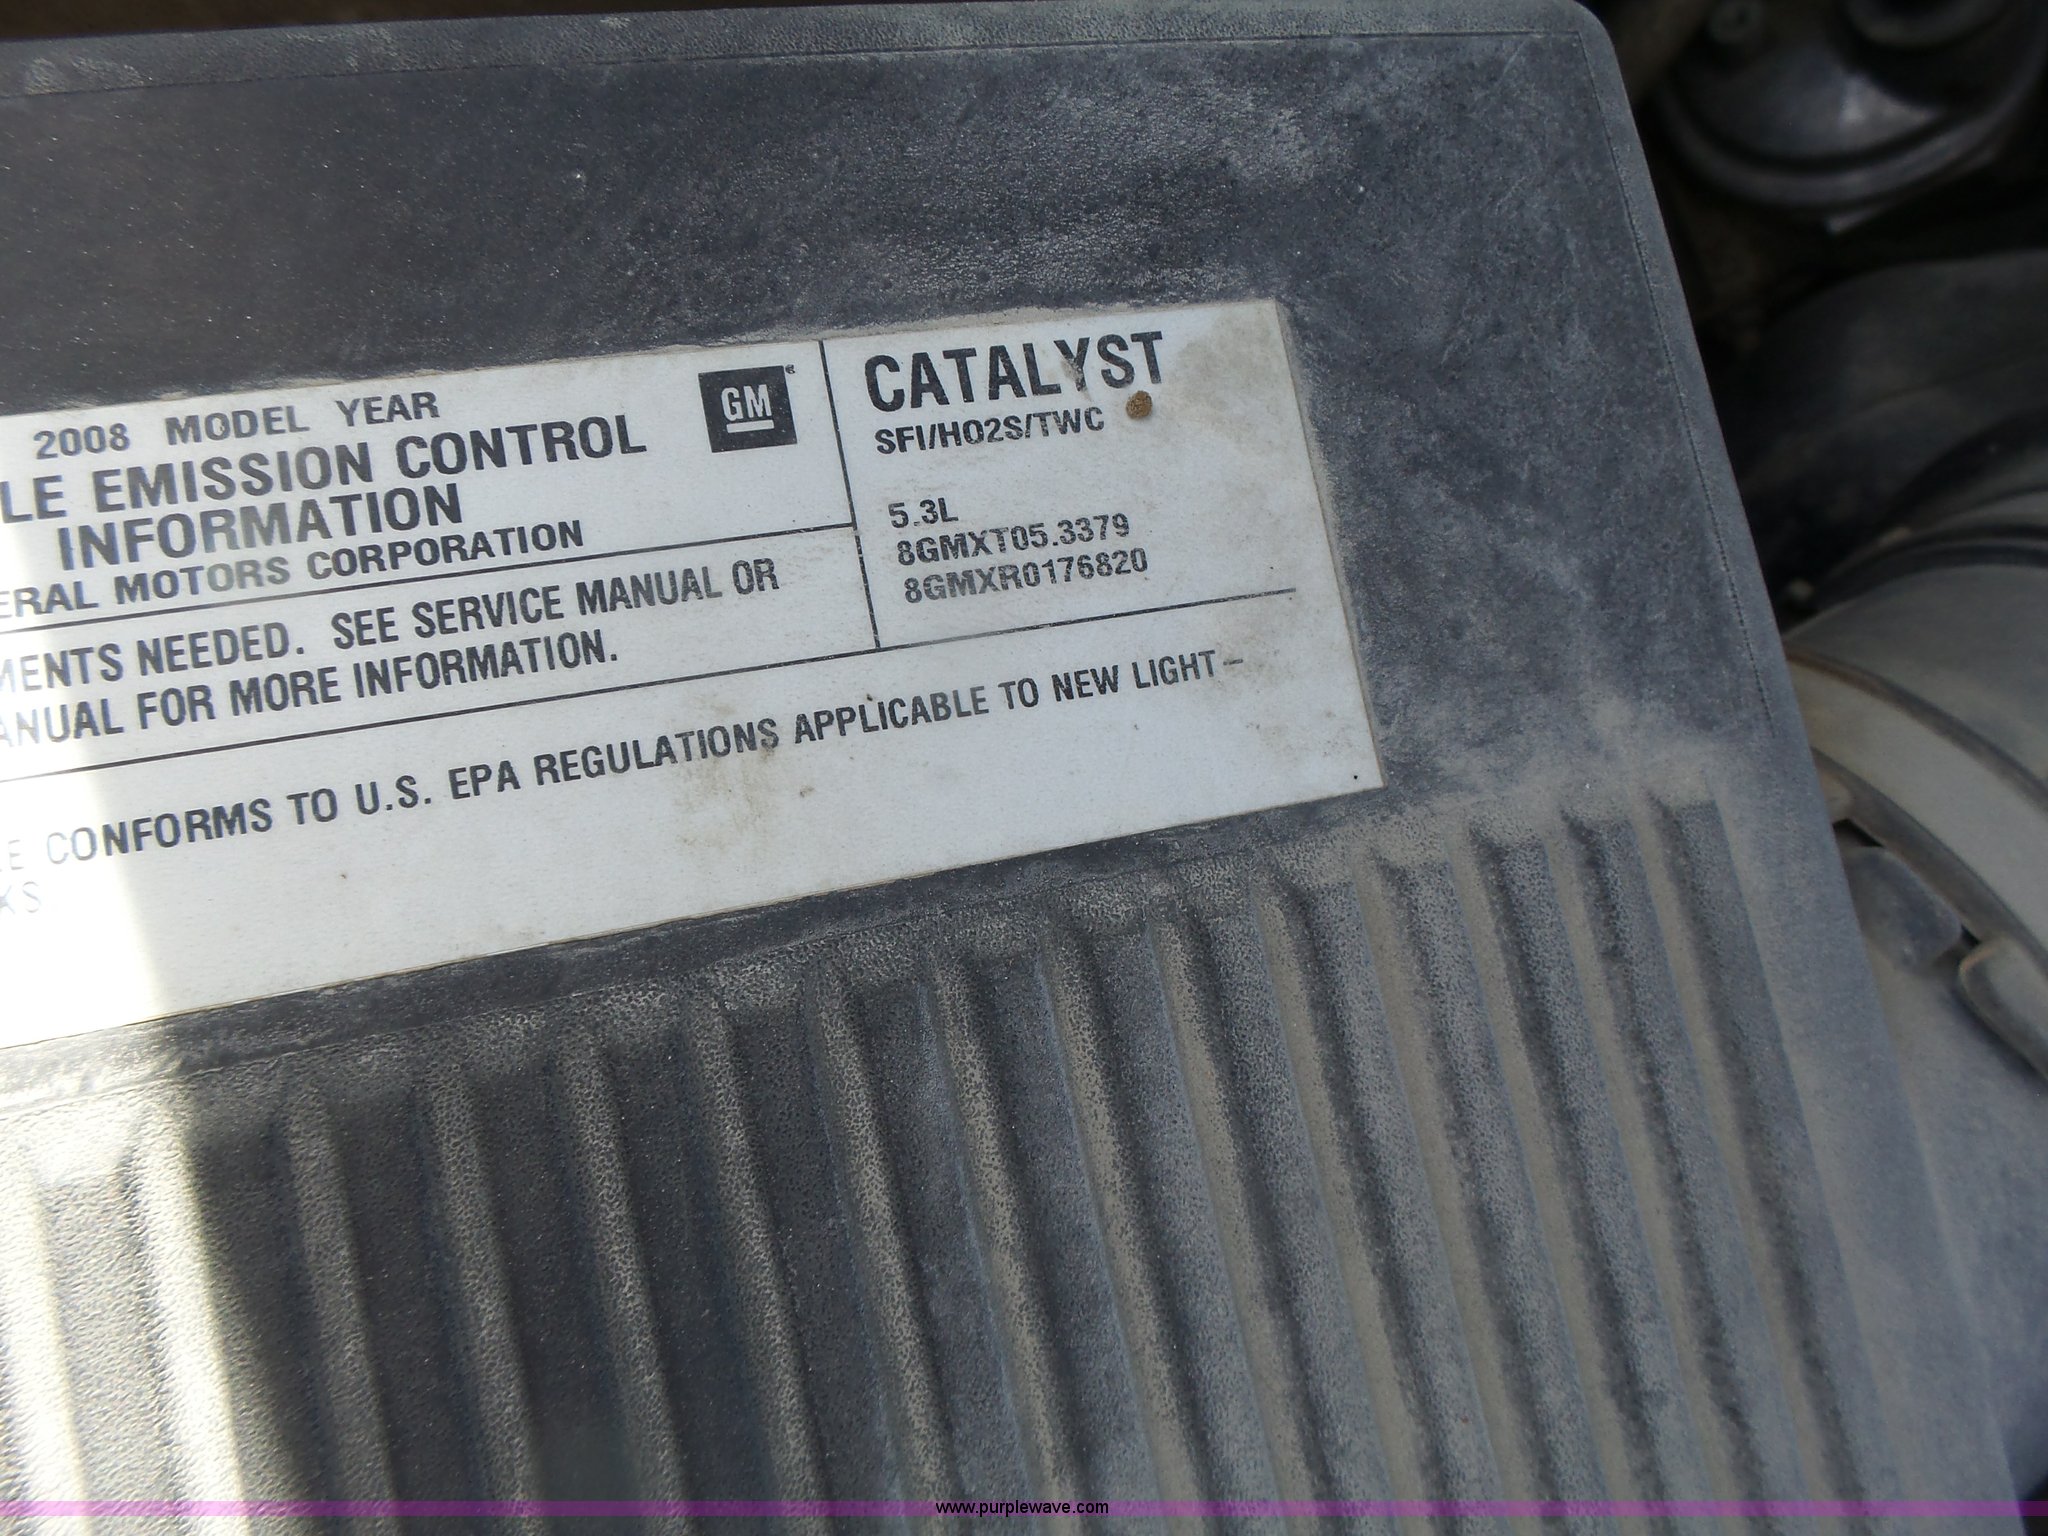 2008 MODEL YEAR
LE EMISSION CONTROL
INFORMATION
ERAL MOTORS CORPORATION
GM
MENTS NEEDED. SEE SERVICE MANUAL OR
ANUAL FOR MORE INFORMATION.
CATALYST
SFI/HO2S/TWC
5.3L
8GMXT05.3379
8GMXR0176820
E CONFORMS TO U.S. EPA REGULATIONS APPLICABLE TO NEW LIGHT-
KS
www.purplewave.com